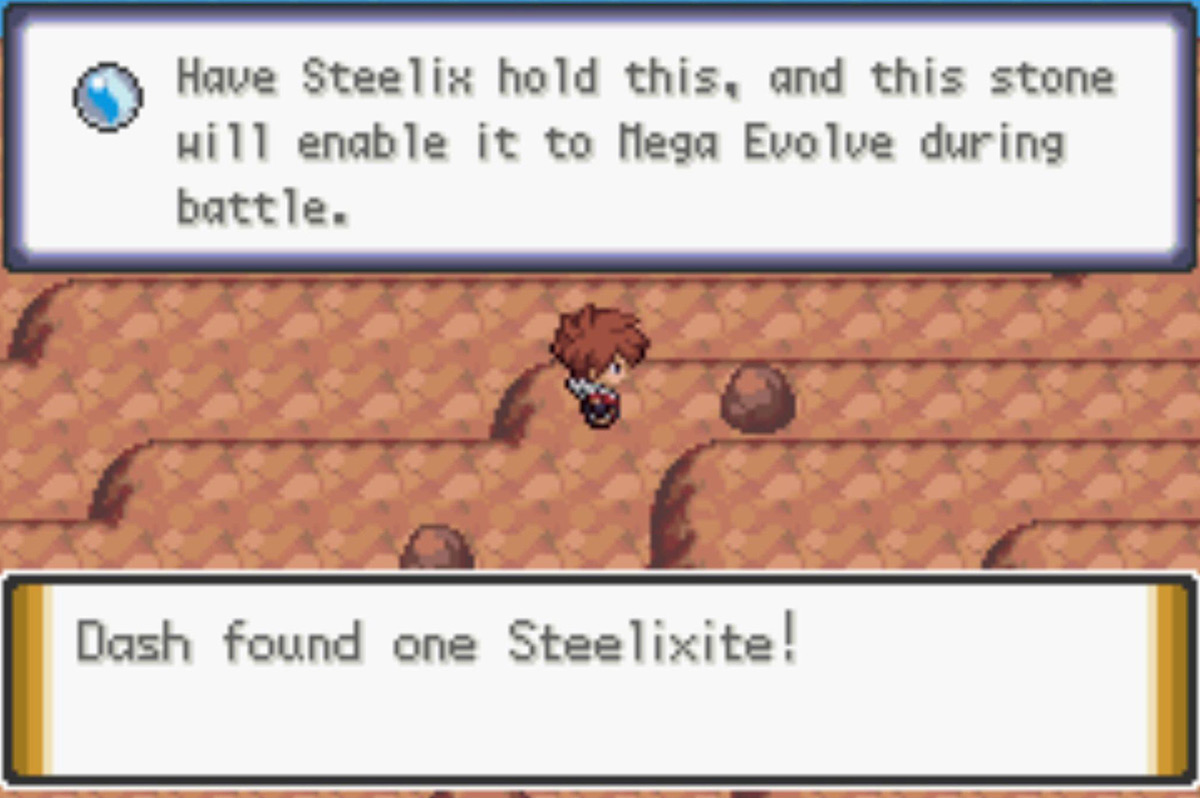 Have Steelix hold this, and this stone
will enable it to Mega Evolve during
battle.
Dash found one Steelixite!